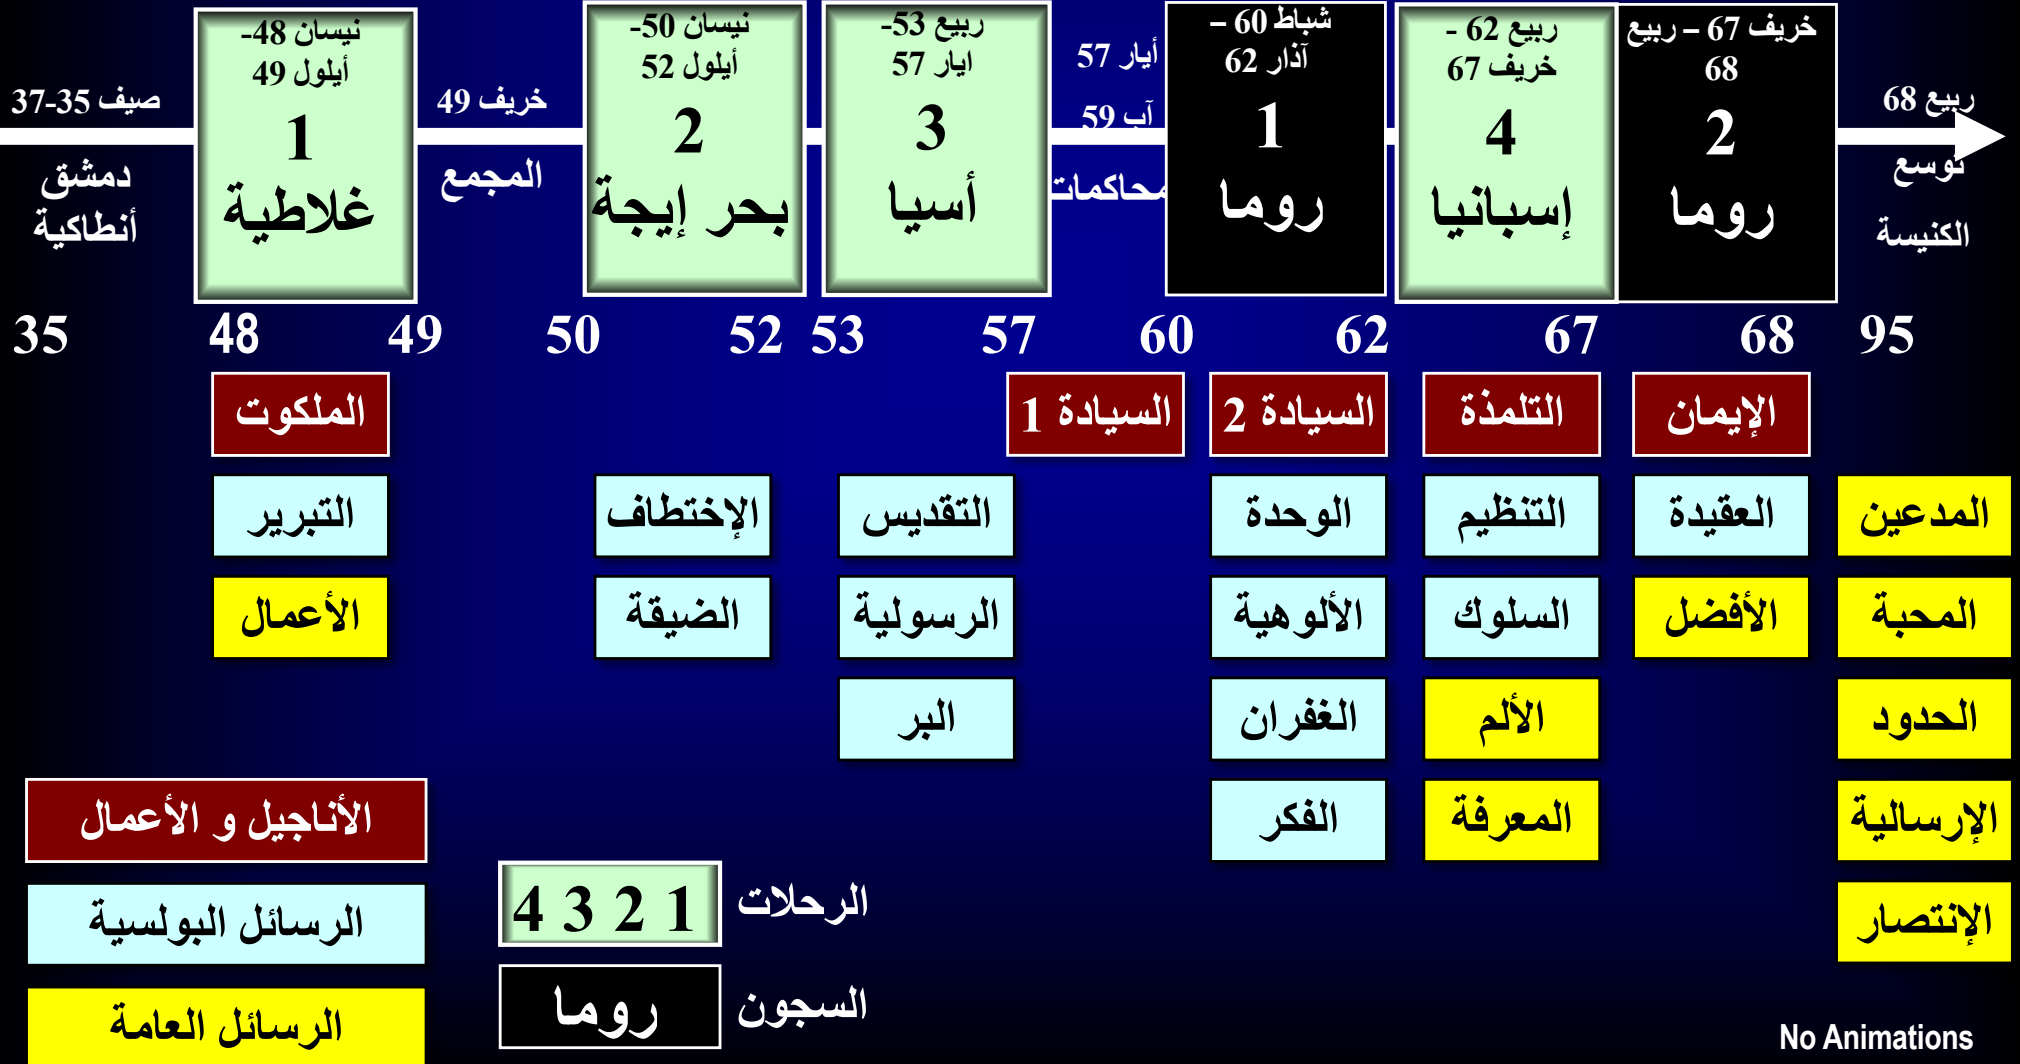 صيف 35-37
دمشق
أنطاكية
نيسان 48-
أيلول 49
1
غلاطية
خريف 49
المجمع
نيسان 50-
أيلول 52
2
بحر إيجة
ربيع 53-
ايار 57
3
أسيا
أيار 57
آب 59
محاكمات
شباط 60 –
آذار 62
1
روما
ربيع 62 -
خريف 67
4
إسبانيا
خريف 67 – ربيع
68
2
روما
ربيع 68
توسع
الكنيسة
35 48 49 50 52 53 57 60 62 67 68 95
الملكوت
السيادة 1
السيادة 2
التلمذة
الإيمان
التبرير
الإختطاف
التقديس
الوحدة
التنظيم
العقيدة
المدعين
الأعمال
الضيقة
الرسولية
الألوهية
السلوك
الأفضل
المحبة
البر
الغفران
الألم
الحدود
الفكر
المعرفة
الإرسالية
الإنتصار
الأناجيل و الأعمال
الرسائل البولسية
الرسائل العامة
4 3 2 1
الرحلات
روما
السجون
No Animations